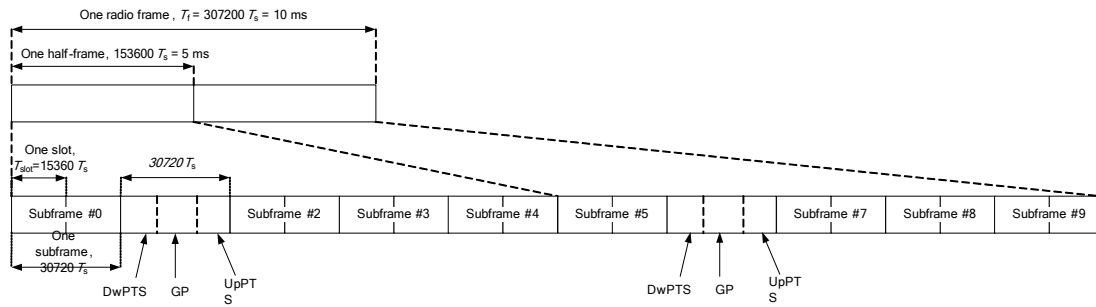 One radio frame , Tf = 307200 Ts = 10 ms
One half-frame , 153600 Ts = 5 ms
One slot,
Tslot=15360 Ts
30720 Ts
Subframe #0
Subframe #2
Subframe #3
Subframe #4
Subframe #5
Subframe #7
Subframe #8
Subframe #9
One
subframe ,
30720 Ts
DwPTS
GP
UpPT
S
DwPTS
GP
UpPT
S